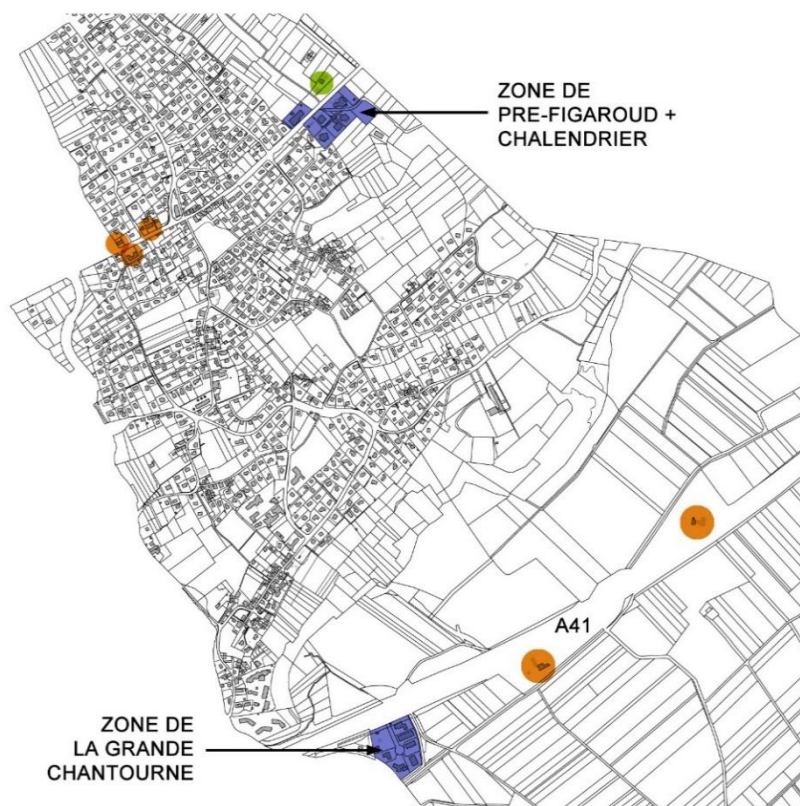 ZONE DE
PRE-FIGAROUD +
CHALENDRIER
A41
ZONE DE
LA GRANDE
CHANTOURNE